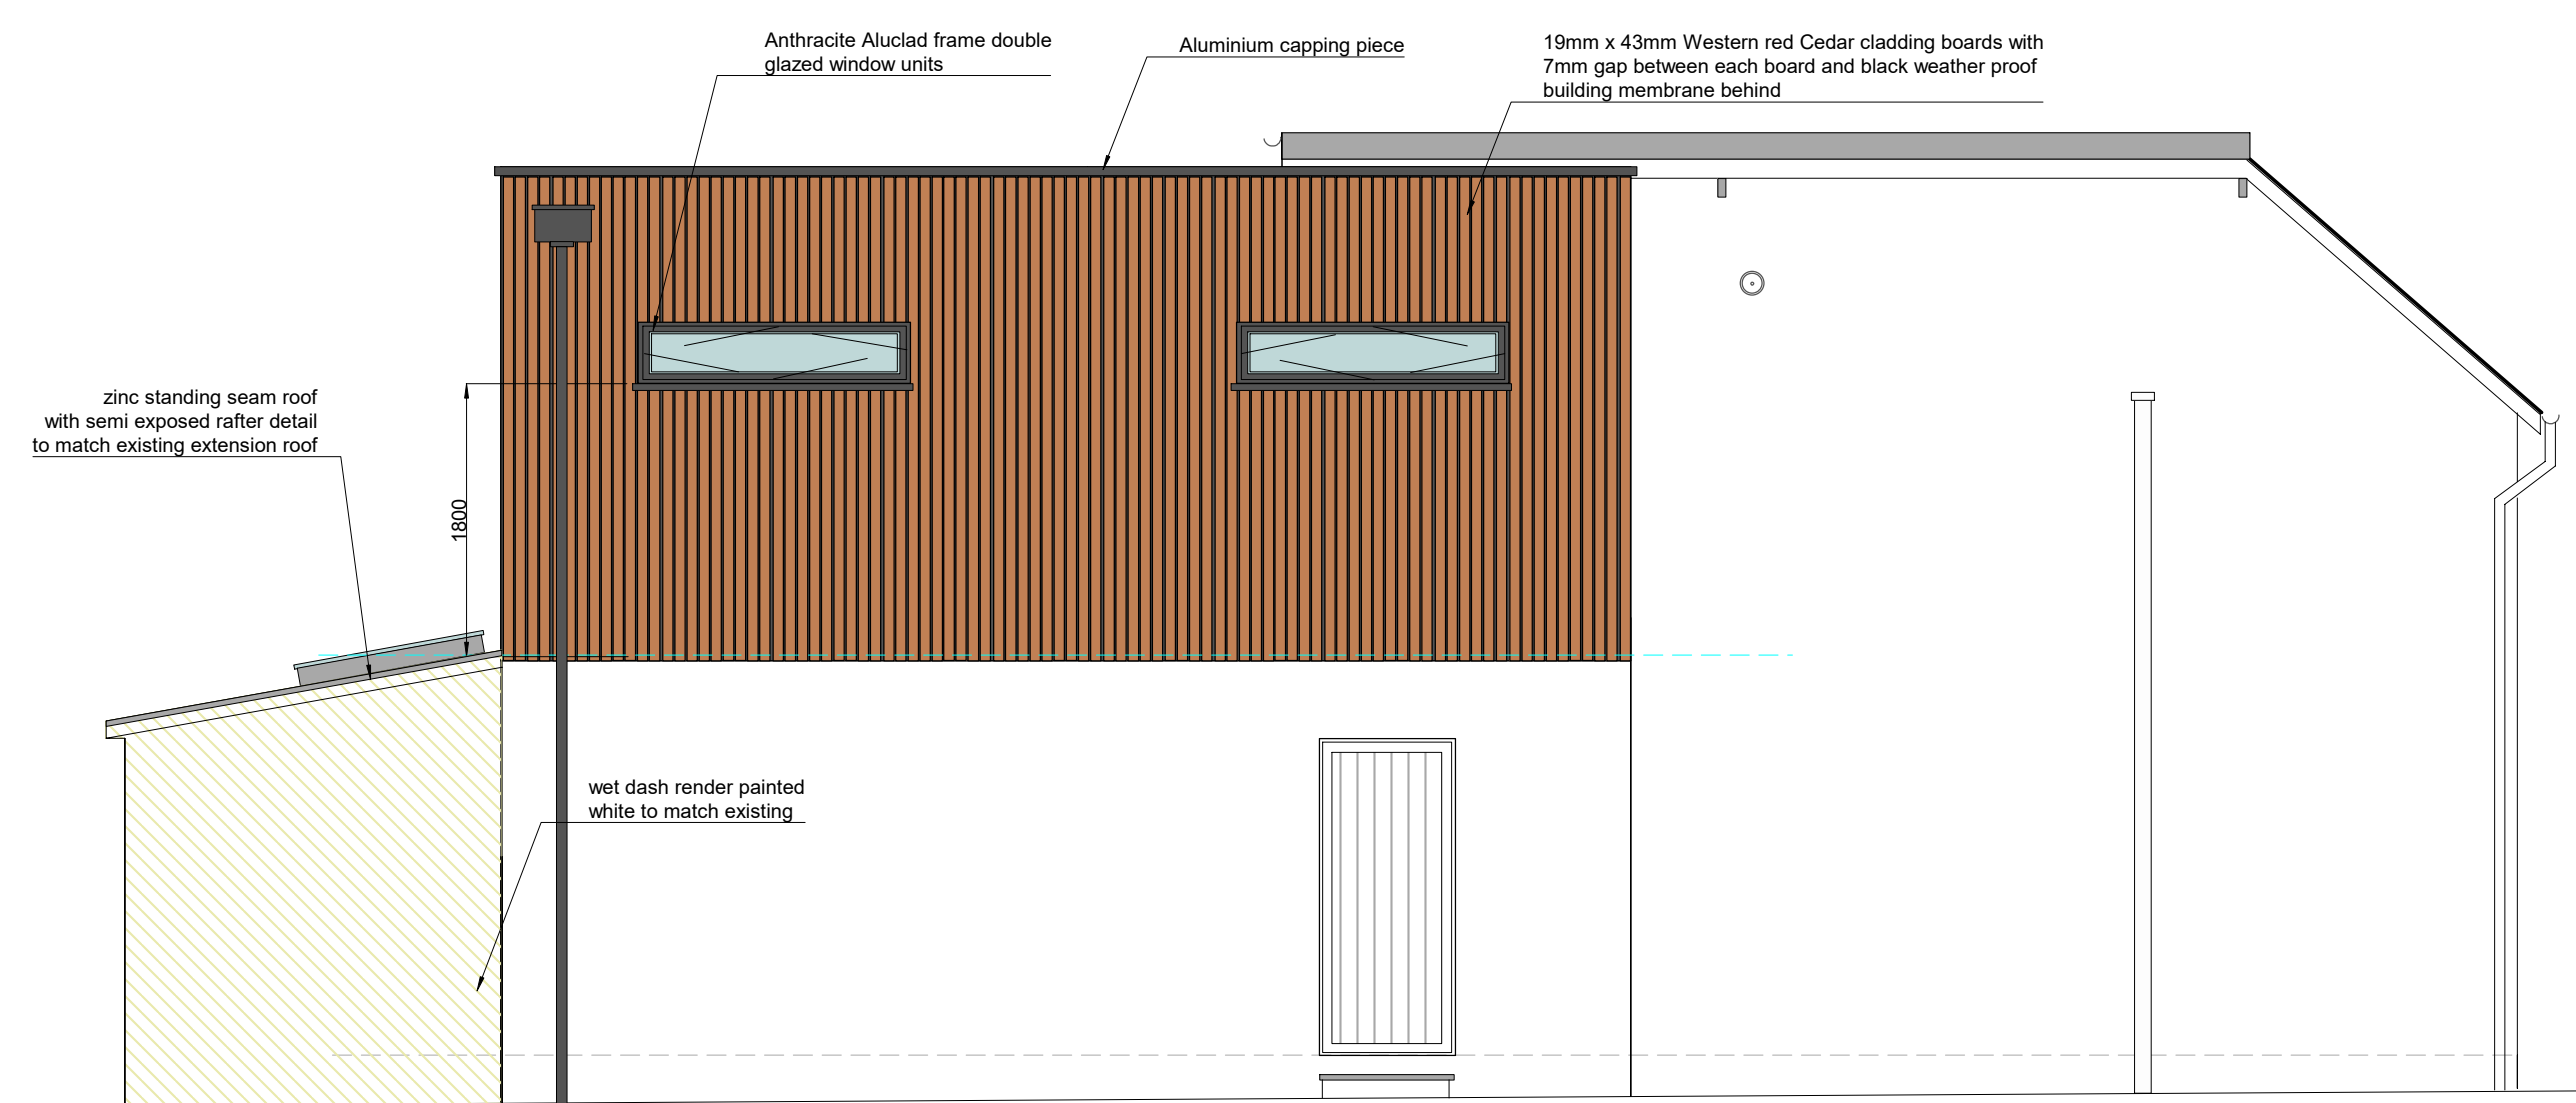 Anthracite Aluclad frame double
glazed window units
Aluminium capping piece
19mm x 43mm Western red Cedar cladding boards with
7mm gap between each board and black weather proof
building membrane behind
zinc standing seam roof
with semi exposed rafter detail
to match existing extension roof
1800
wet dash render painted
white to match existing